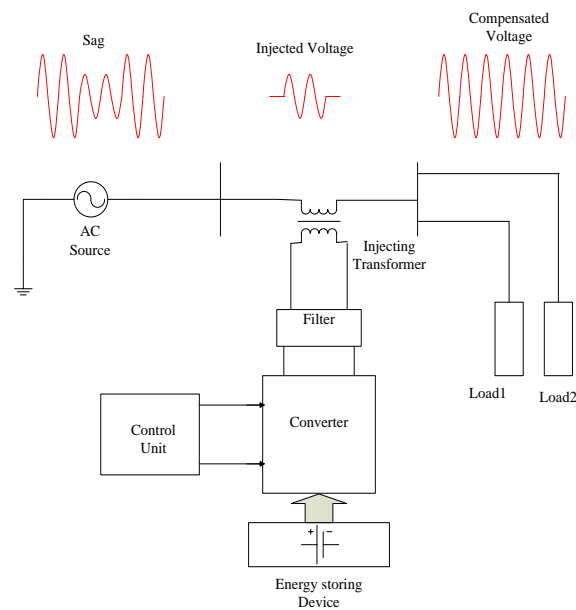 Sag
Injected Voltage
Compensated
Voltage
AC
Source
Injecting
Transformer
Filter
Load1
Load2
Control
Unit
Converter
+ −
Energy storing
Device